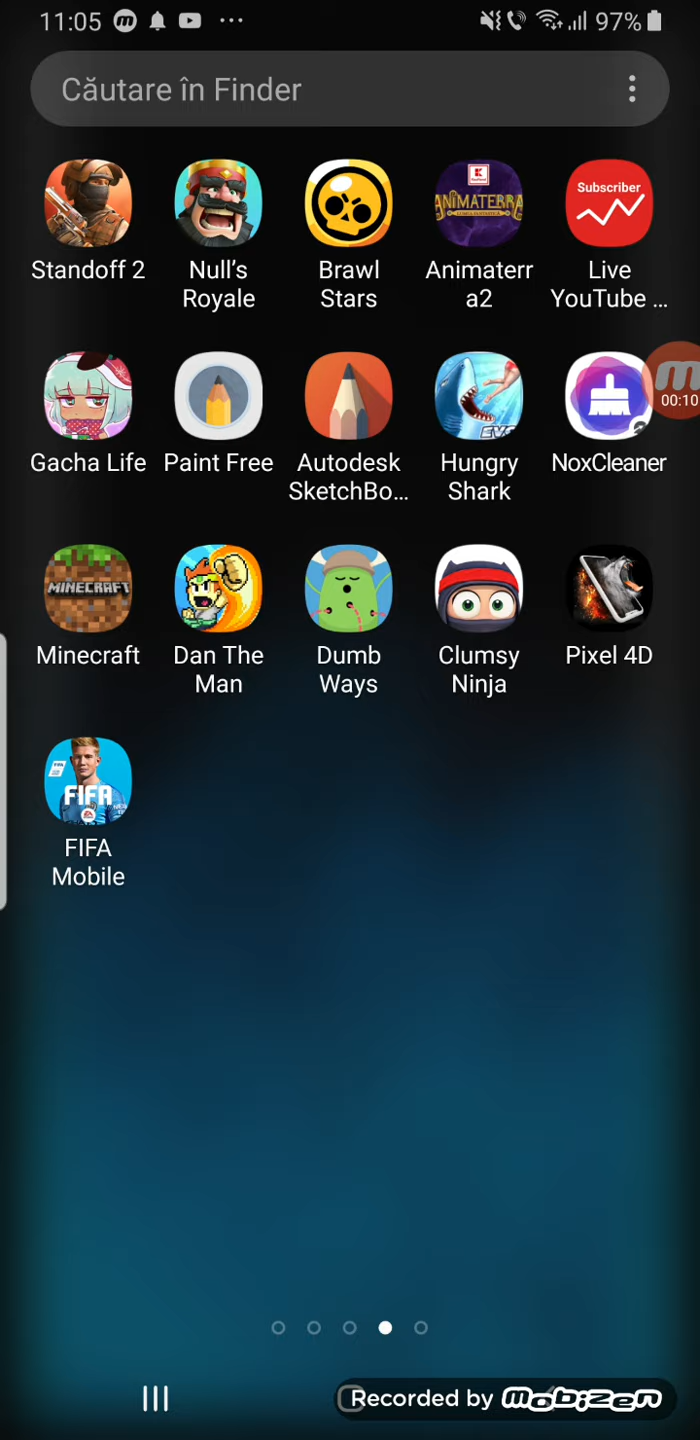 11:05
97%
Căutare în Finder
Standoff 2
Null's
Royale
Brawl
Stars
ANIMATERRA
Animaterr
a2
Subscriber
Live
YouTube ...
Gacha Life
Paint Free
Autodesk
SketchBo...
EVO
Hungry
Shark
NoxCleaner
00:10
MINECRAFT
Minecraft
Dan The
Man
Dumb
Ways
Clumsy
Ninja
Pixel 4D
FIFA
FIFA
Mobile
Recorded by mobizen